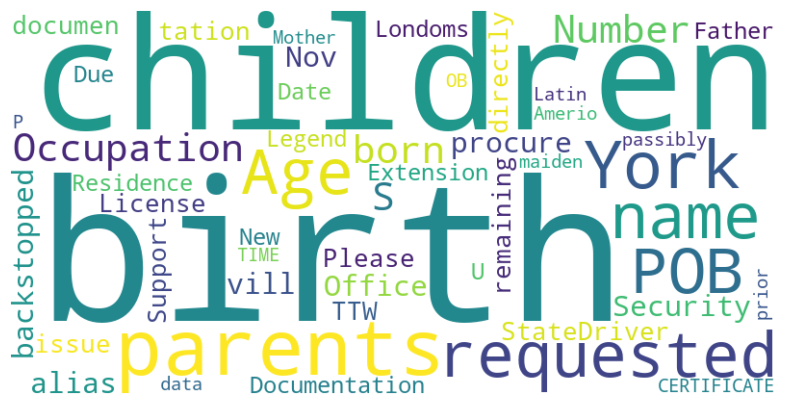 documen tation Mother Londoms Number Father
children
Due Nov Date OB directly Latin Amerio
P
Occupation Legend born procure passibly
Age Extension maiden York
Residence S remaining
backstopped License name
birth
Support New TIME Please U POB prior
vill Office
TTW Security
issue parents StateDriver requested
alias data Documentation CERTIFICATE